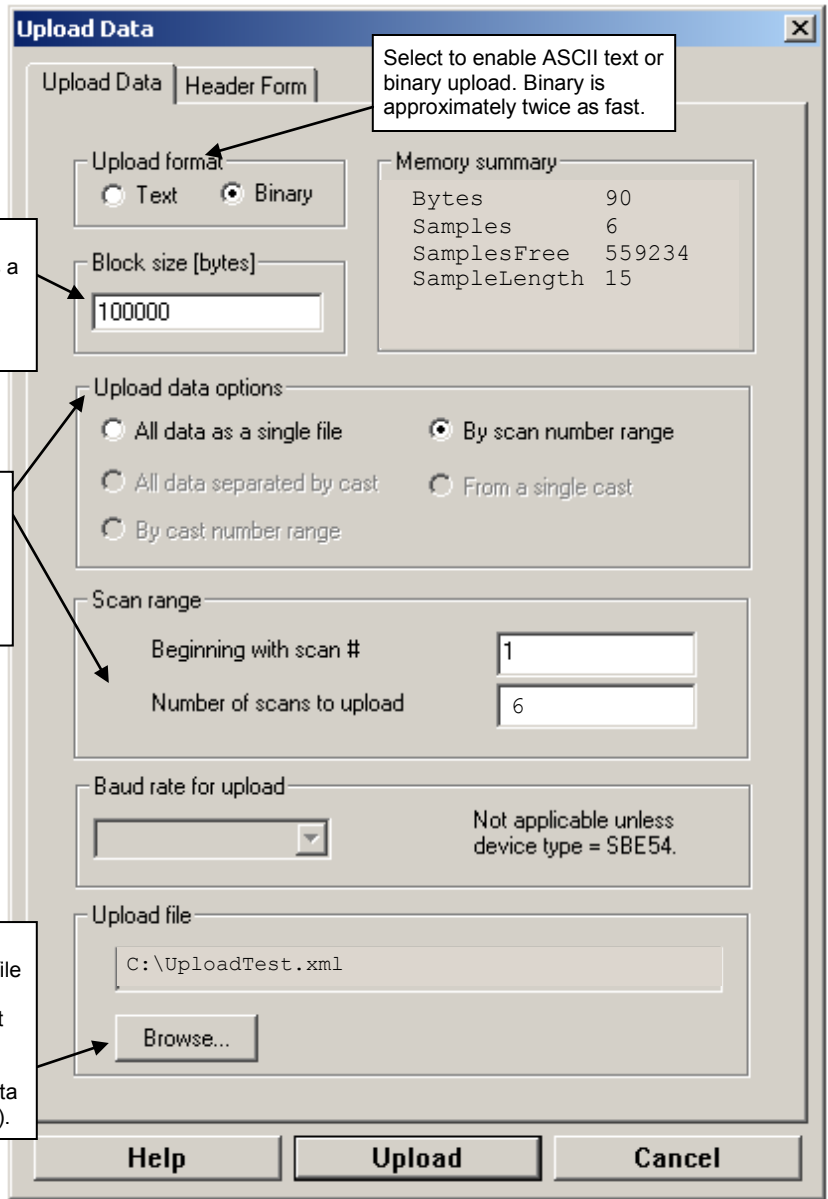 Upload Data
Select to enable ASCII text or
binary upload. Binary is
approximately twice as fast.
Upload Data
Header Form
Upload format
Text
Binary
Memory summary
Bytes 90
Samples 6
SamplesFree 559234
SampleLength 15
a
Block size [bytes]
100000
Upload data options
All data as a single file
By scan number range
All data separated by cast
From a single cast
By cast number range
Scan range
Beginning with scan #
1
Number of scans to upload
6
Baud rate for upload
Not applicable unless
device type = SBE54.
Upload file
C:\UploadTest.xml
Browse...
).
Help
Upload
Cancel